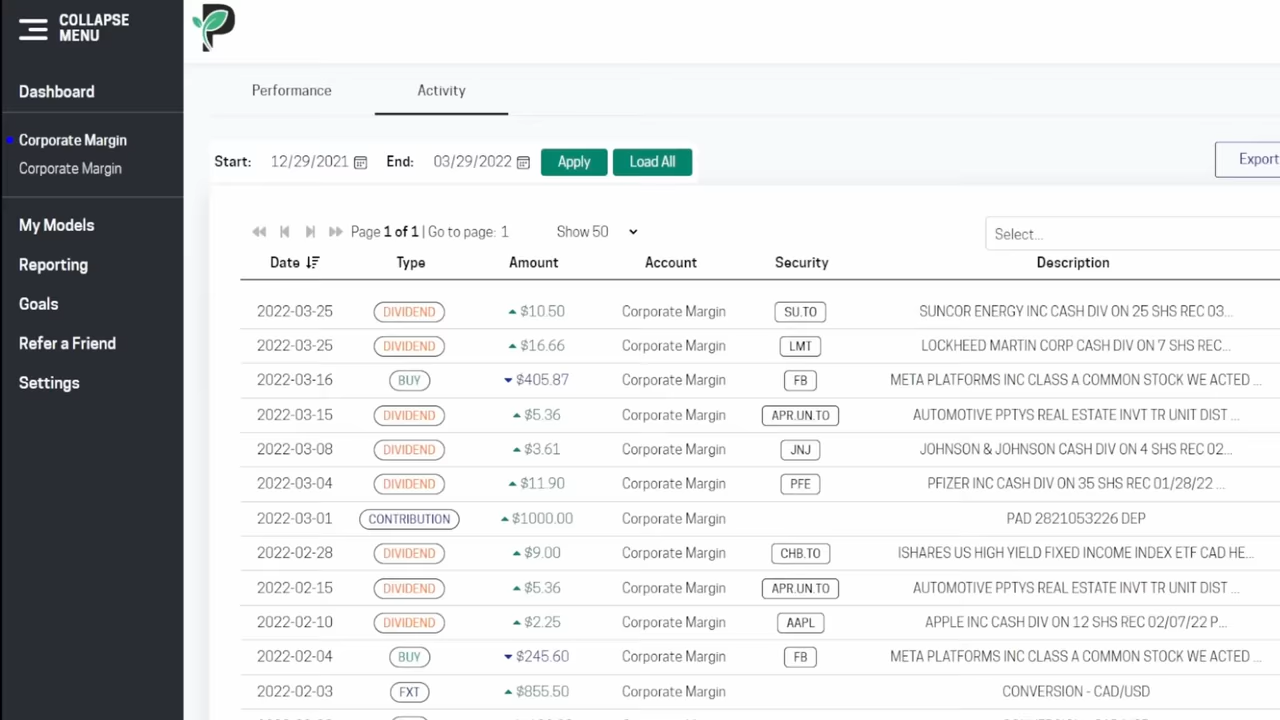 COLLAPSE
MENU
Dashboard
Corporate Margin
Corporate Margin
My Models
Reporting
Goals
Refer a Friend
Settings
P
Performance Activity
Start: 12/29/2021 End: 03/29/2022 Apply Load All Export
Page 1 of 1 | Go to page: 1 Show 50 Select...
Date Type Amount Account Security Description
2022-03-25 DIVIDEND $10.50 Corporate Margin SU.TO SUNCOR ENERGY INC CASH DIV ON 25 SHS REC 03...
2022-03-25 DIVIDEND $16.66 Corporate Margin LMT LOCKHEED MARTIN CORP CASH DIV ON 7 SHS REC...
2022-03-16 BUY $405.87 Corporate Margin FB META PLATFORMS INC CLASS A COMMON STOCK WE ACTED ...
2022-03-15 DIVIDEND $5.36 Corporate Margin APR.UN.TO AUTOMOTIVE PPTYS REAL ESTATE INVT TR UNIT DIST ...
2022-03-08 DIVIDEND $3.61 Corporate Margin JNJ JOHNSON & JOHNSON CASH DIV ON 4 SHS REC 02...
2022-03-04 DIVIDEND $11.90 Corporate Margin PFE PFIZER INC CASH DIV ON 35 SHS REC 01/28/22 ...
2022-03-01 CONTRIBUTION $1000.00 Corporate Margin PAD 2821053226 DEP
2022-02-28 DIVIDEND $9.00 Corporate Margin CHB.TO ISHARES US HIGH YIELD FIXED INCOME INDEX ETF CAD HE...
2022-02-15 DIVIDEND $5.36 Corporate Margin APR.UN.TO AUTOMOTIVE PPTYS REAL ESTATE INVT TR UNIT DIST ...
2022-02-10 DIVIDEND $2.25 Corporate Margin AAPL APPLE INC CASH DIV ON 12 SHS REC 02/07/22 P...
2022-02-04 BUY $245.60 Corporate Margin FB META PLATFORMS INC CLASS A COMMON STOCK WE ACTED ...
2022-02-03 FXT $855.50 Corporate Margin CONVERSION - CAD/USD